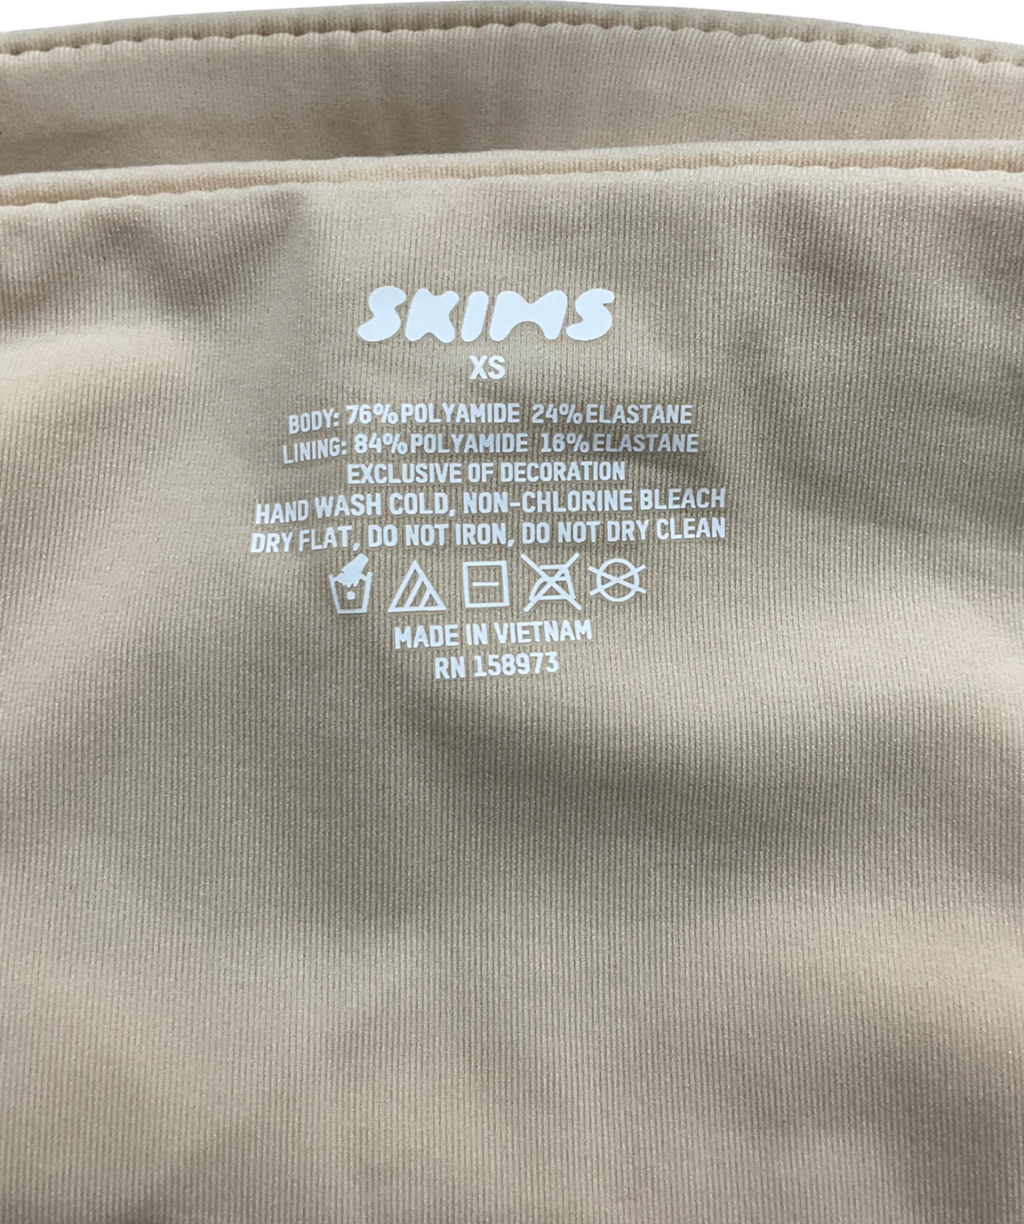 SKIMS
XS
BODY: 76% POLYAMIDE 24% ELASTANE
LINING: 84% POLYAMIDE 16% ELASTANE
EXCLUSIVE OF DECORATION
HAND WASH COLD, NON-CHLORINE BLEACH
DRY FLAT, DO NOT IRON, DO NOT DRY CLEAN
MADE IN VIETNAM
RN 158973